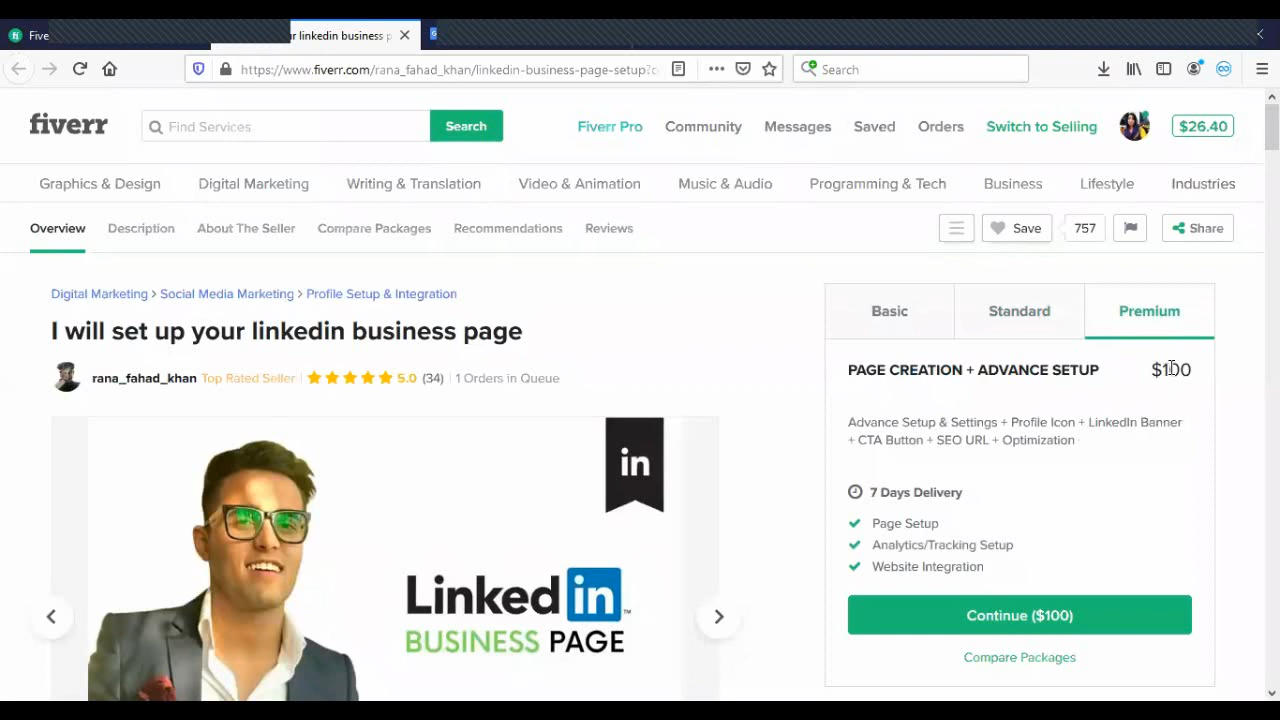 Five
r linkedin business p
https://www.fiverr.com/rana_fahad_khan/linkedin-business-page-setup?c
Search
fiverr
Find Services
Search
Fiverr Pro
Community
Messages
Saved
Orders
Switch to Selling
$26.40
Graphics & Design
Digital Marketing
Writing & Translation
Video & Animation
Music & Audio
Programming & Tech
Business
Lifestyle
Industries
Overview
Description
About The Seller
Compare Packages
Recommendations
Reviews
Save
757
Share
Digital Marketing > Social Media Marketing > Profile Setup & Integration
I will set up your linkedin business page
rana_fahad_khan Top Rated Seller 5.0 (34) 1 Orders in Queue
in
Linked in™
BUSINESS PAGE
Basic
Standard
Premium
PAGE CREATION + ADVANCE SETUP $100
Advance Setup & Settings + Profile Icon + LinkedIn Banner
+ CTA Button + SEO URL + Optimization
7 Days Delivery
Page Setup
Analytics/Tracking Setup
Website Integration
Continue ($100)
Compare Packages